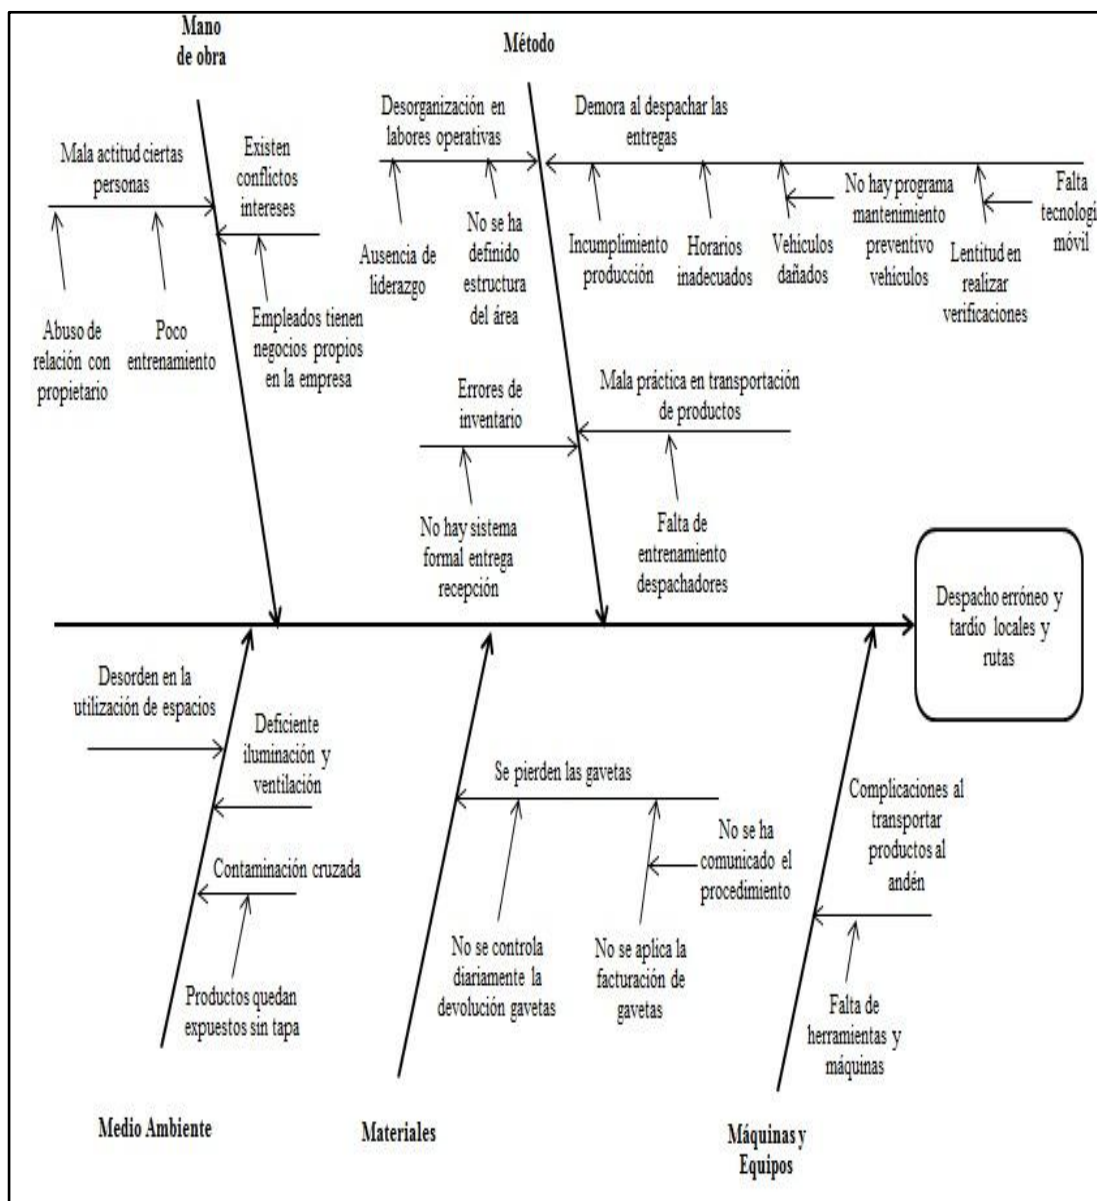 Mano
de obra
Método
Mala actitud ciertas
personas
Existen
conflictos
intereses
Abuso de
relación con
propietario
Poco
entrenamiento
Empleados tienen
negocios propios
en la empresa
Desorganización en
labores operativas
Ausencia de
liderazgo
No se ha
definido
estructura
del área
Demora al despachar las
entregas
Incumplimiento
producción
Horarios
inadecuados
Vehículos
dañados
No hay programa
mantenimiento
preventivo
vehículos
Lentitud en
realizar
verificaciones
Falta
tecnologí
móvil
Errores de
inventario
No hay sistema
formal entrega
recepción
Mala práctica en transportación
de productos
Falta de
entrenamiento
despachadores
Despacho erróneo y
tardío locales y
rutas
Desorden en la
utilización de espacios
Deficiente
iluminación y
ventilación
Contaminación cruzada
Productos quedan
expuestos sin tapa
Se pierden las gavetas
No se controla
diariamente la
devolución gavetas
No se aplica la
facturación de
gavetas
No se ha
comunicado el
procedimiento
Complicaciones al
transportar
productos al
andén
Falta de
herramientas y
máquinas
Medio Ambiente
Materiales
Máquinas y
Equipos